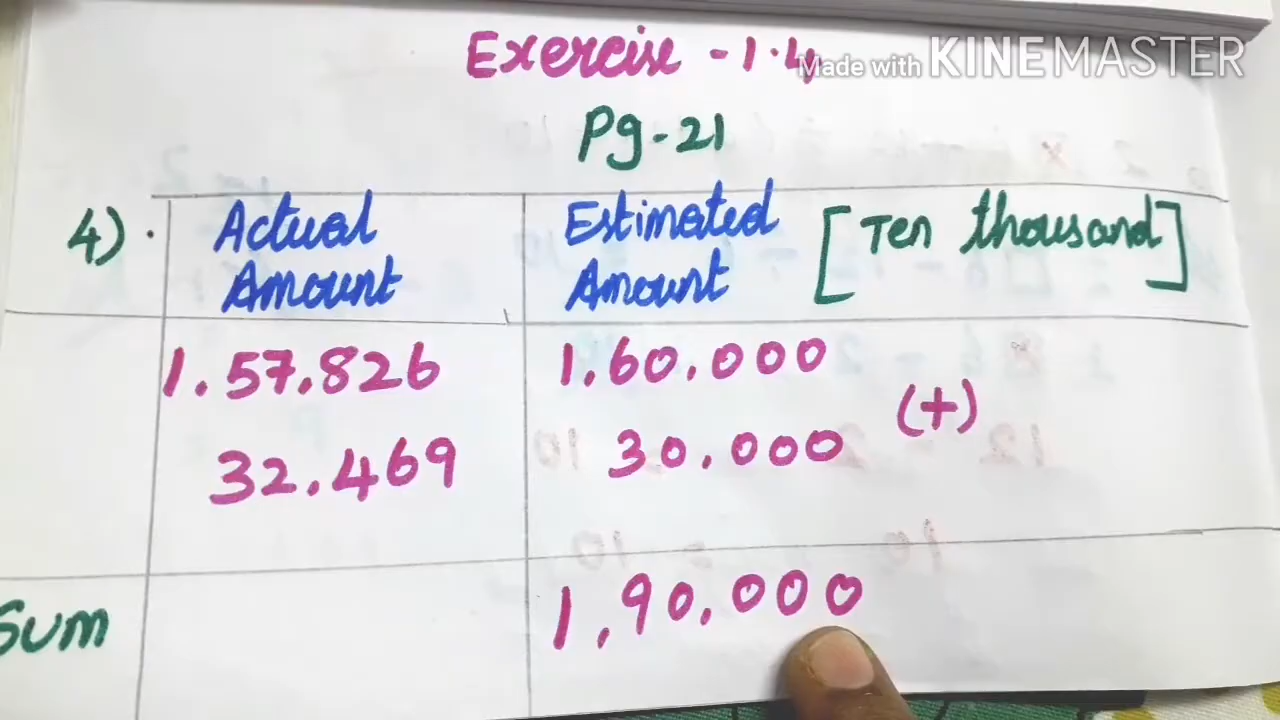 Exercise - 1.4
Made with KINEMASTER
Pg - 21
4). Actual Amount Estimated Amount [Ten thousand]
1.57.826 1,60.000
32.469 30.000 (+)
Sum 1,90,000